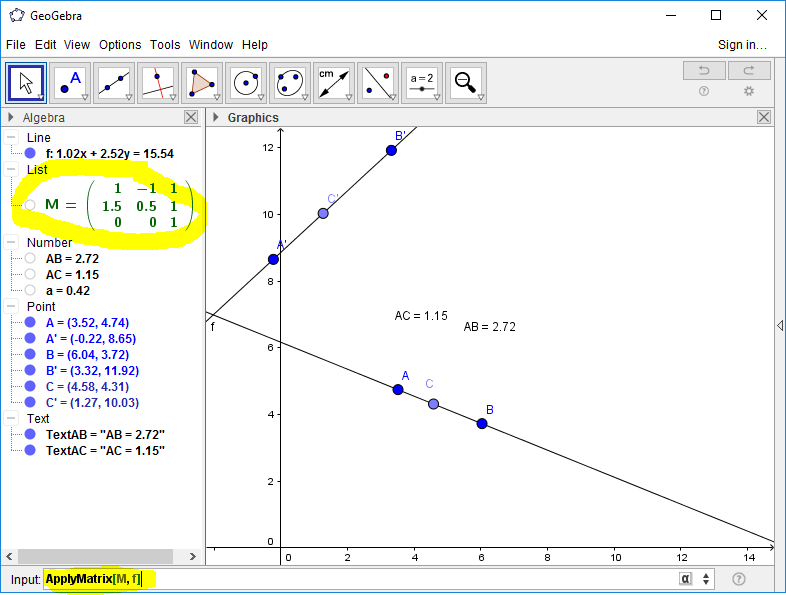 GeoGebra
File Edit View Options Tools Window Help Sign in...
A cm a = 2
Algebra
Graphics
Line
f: 1.02x + 2.52y = 15.54
List
M = ( 1 −1 1
1.5 0.5 1
0 0 1 )
Number
AB = 2.72
AC = 1.15
a = 0.42
Point
A = (3.52, 4.74)
A' = (-0.22, 8.65)
B = (6.04, 3.72)
B' = (3.32, 11.92)
C = (4.58, 4.31)
C' = (1.27, 10.03)
Text
TextAB = "AB = 2.72"
TextAC = "AC = 1.15"
B'
12
C'
10
A'
8
f
AC = 1.15
AB = 2.72
6
A
C
B
4
2
0
0 2 4 6 8 10 12 14
Input: ApplyMatrix[M, f] α